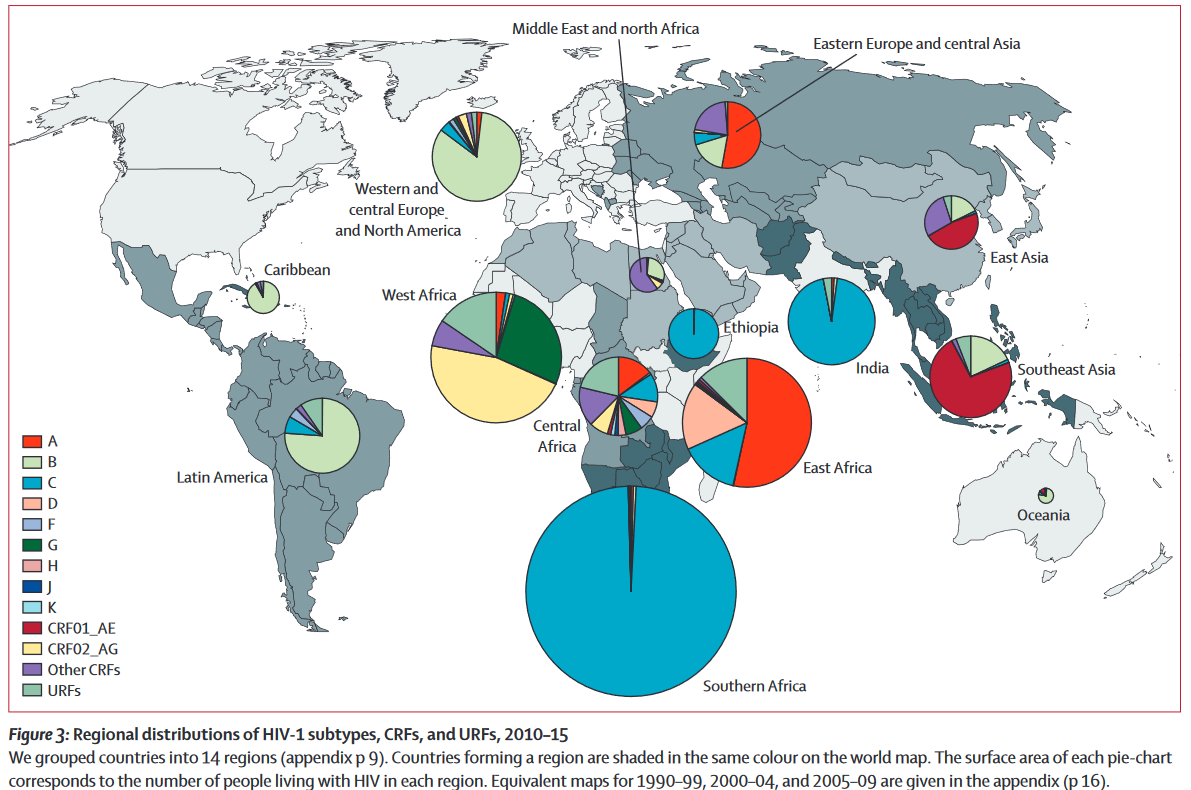 Middle East and north Africa
Eastern Europe and central Asia
Western and
central Europe
and North America
East Asia
Caribbean
West Africa
Ethiopia
India
Southeast Asia
Central
Africa
East Africa
Latin America
Oceania
Southern Africa
A
B
C
D
F
G
H
J
K
CRF01_AE
CRF02_AG
Other CRFs
URFs
Figure 3: Regional distributions of HIV-1 subtypes, CRFs, and URFs, 2010–15
We grouped countries into 14 regions (appendix p 9). Countries forming a region are shaded in the same colour on the world map. The surface area of each pie-chart
corresponds to the number of people living with HIV in each region. Equivalent maps for 1990–99, 2000–04, and 2005–09 are given in the appendix (p 16).